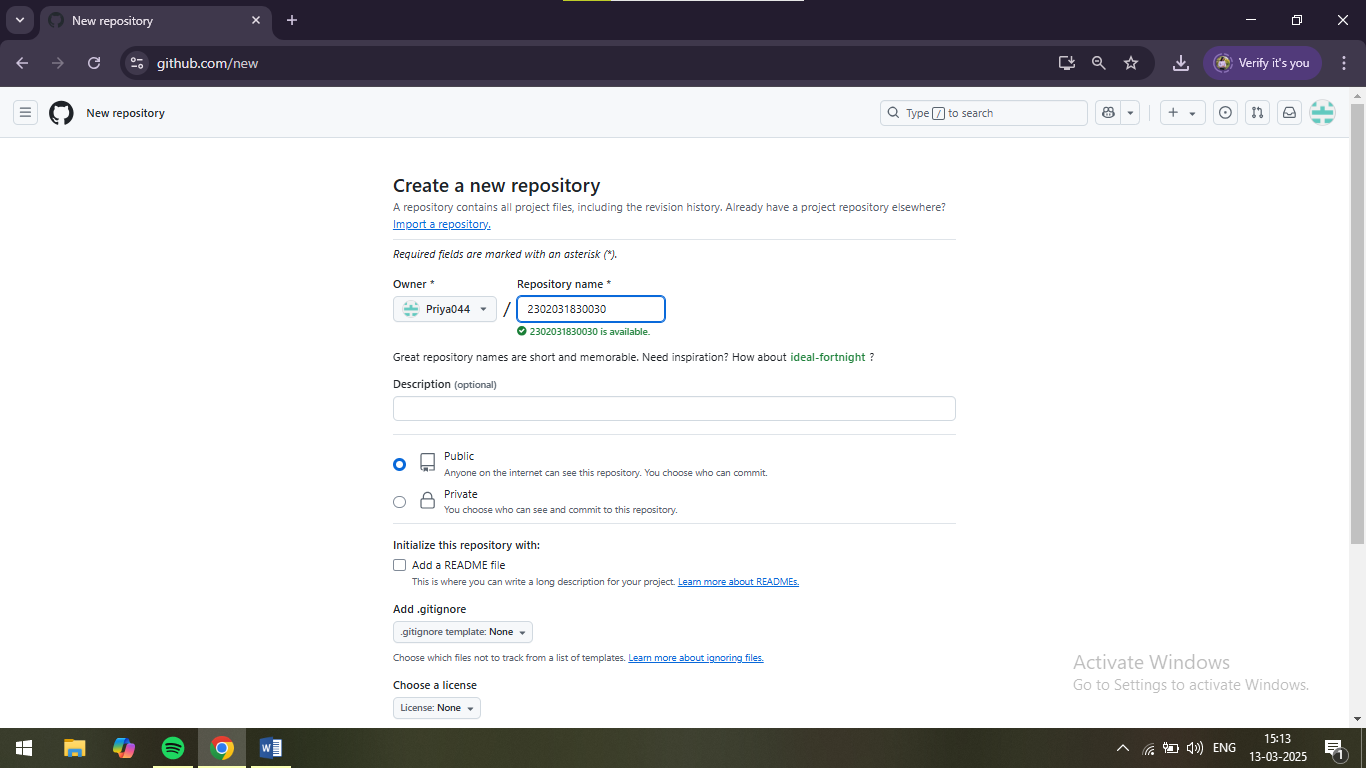 New repository
github.com/new
Verify it's you
New repository
Type / to search
Create a new repository
A repository contains all project files, including the revision history. Already have a project repository elsewhere?
Import a repository.
Required fields are marked with an asterisk (*).
Owner * Repository name *
Priya044 / 2302031830030
2302031830030 is available.
Great repository names are short and memorable. Need inspiration? How about ideal-fortnight ?
Description (optional)
Public
Anyone on the internet can see this repository. You choose who can commit.
Private
You choose who can see and commit to this repository.
Initialize this repository with:
Add a README file
This is where you can write a long description for your project. Learn more about READMEs.
Add .gitignore
.gitignore template: None
Choose which files not to track from a list of templates. Learn more about ignoring files.
Choose a license
License: None
Activate Windows
Go to Settings to activate Windows.
ENG
15:13
13-03-2025
1